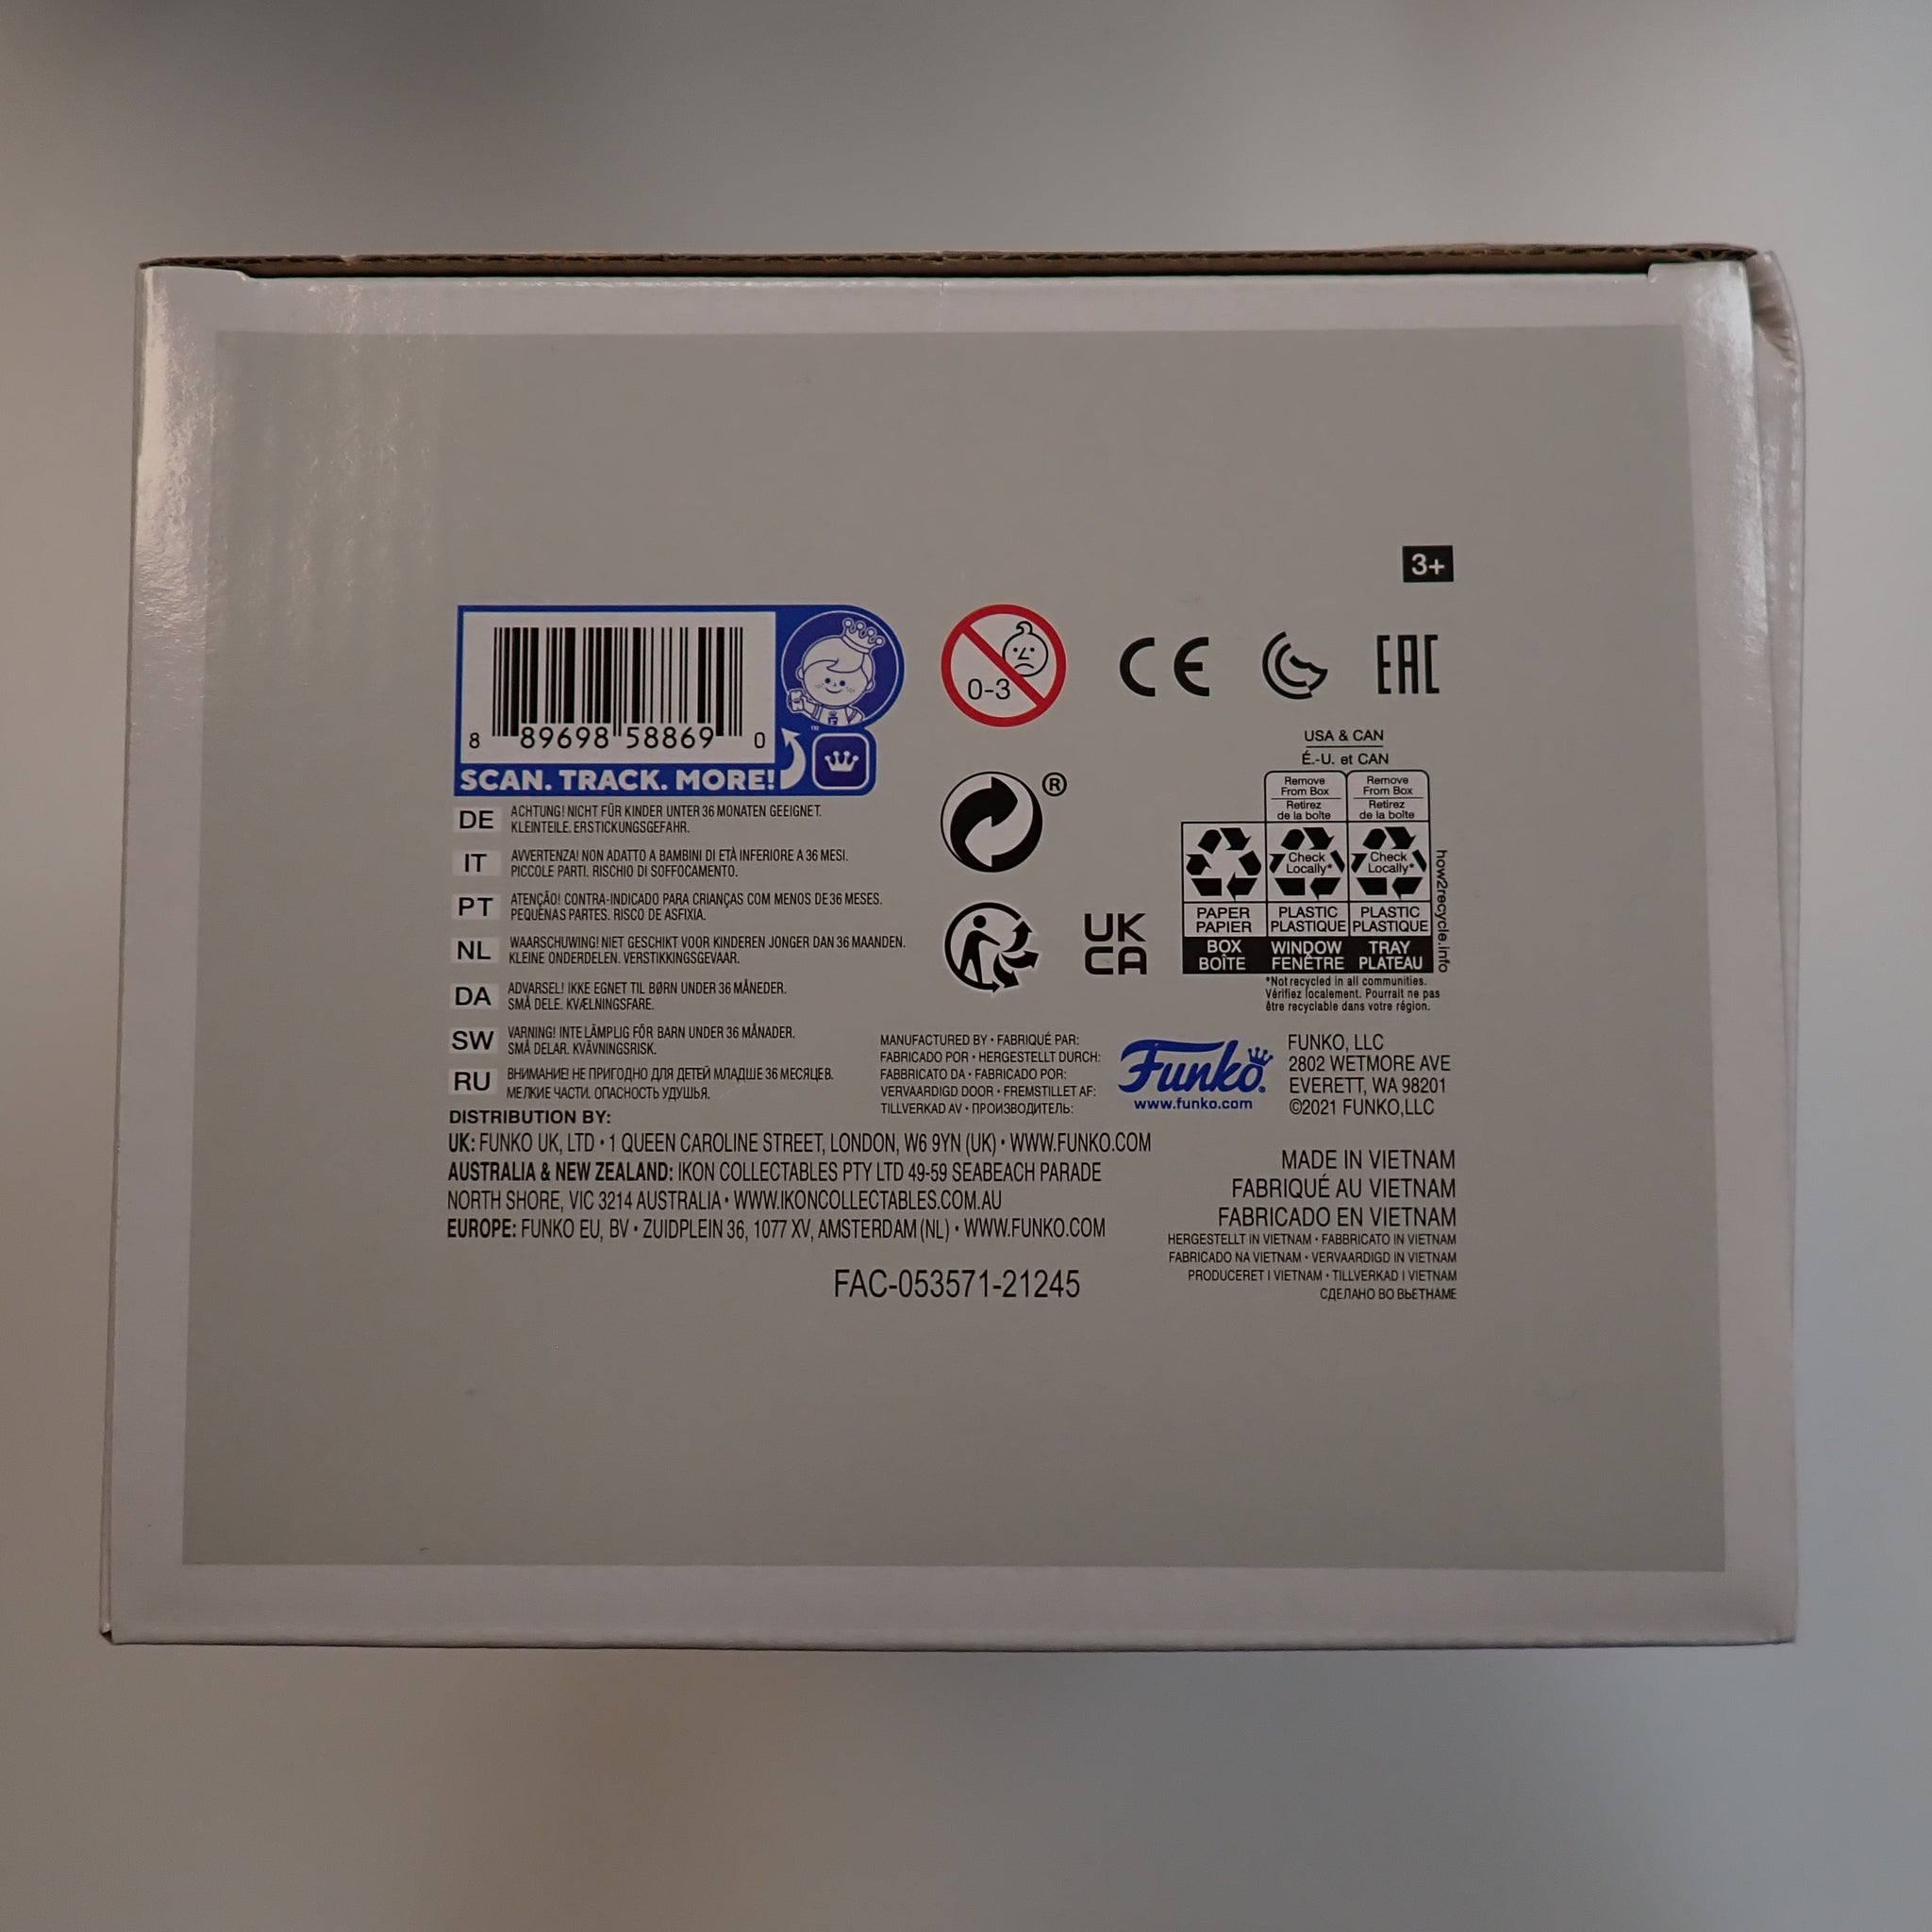 3+
8 89698 58869 0
SCAN. TRACK. MORE!
™
0-3
CE
EAC
®
UK
CA
USA & CAN
É.-U. et CAN
Remove
From Box
Retirez
de la boîte
Remove
From Box
Retirez
de la boîte
Check
Locally*
Check
Locally*
PAPER
PAPIER
PLASTIC
PLASTIQUE
PLASTIC
PLASTIQUE
BOX
BOÎTE
WINDOW
FENÊTRE
TRAY
PLATEAU
how2recycle.info
*Not recycled in all communities.
Vérifiez localement. Pourrait ne pas
être recyclable dans votre région.
DE ACHTUNG! NICHT FÜR KINDER UNTER 36 MONATEN GEEIGNET.
KLEINTEILE. ERSTICKUNGSGEFAHR.
IT AVVERTENZA! NON ADATTO A BAMBINI DI ETÀ INFERIORE A 36 MESI.
PICCOLE PARTI. RISCHIO DI SOFFOCAMENTO.
PT ATENÇÃO! CONTRA-INDICADO PARA CRIANÇAS COM MENOS DE 36 MESES.
PEQUENAS PARTES. RISCO DE ASFIXIA.
NL WAARSCHUWING! NIET GESCHIKT VOOR KINDEREN JONGER DAN 36 MAANDEN.
KLEINE ONDERDELEN. VERSTIKKINGSGEVAAR.
DA ADVARSEL! IKKE EGNET TIL BØRN UNDER 36 MÅNEDER.
SMÅ DELE. KVÆLNINGSFARE.
SW VARNING! INTE LÄMPLIG FÖR BARN UNDER 36 MÅNADER.
SMÅ DELAR. KVÄVNINGSRISK.
RU ВНИМАНИЕ! НЕ ПРИГОДНО ДЛЯ ДЕТЕЙ МЛАДШЕ 36 МЕСЯЦЕВ.
МЕЛКИЕ ЧАСТИ. ОПАСНОСТЬ УДУШЬЯ.
MANUFACTURED BY • FABRIQUÉ PAR:
FABRICADO POR • HERGESTELLT DURCH:
FABBRICATO DA • FABRICADO POR:
VERVAARDIGD DOOR • FREMSTILLET AF:
TILLVERKAD AV • ПРОИЗВОДИТЕЛЬ:
Funko
www.funko.com
FUNKO, LLC
2802 WETMORE AVE
EVERETT, WA 98201
©2021 FUNKO,LLC
DISTRIBUTION BY:
UK: FUNKO UK, LTD • 1 QUEEN CAROLINE STREET, LONDON, W6 9YN (UK) • WWW.FUNKO.COM
AUSTRALIA & NEW ZEALAND: IKON COLLECTABLES PTY LTD 49-59 SEABEACH PARADE
NORTH SHORE, VIC 3214 AUSTRALIA • WWW.IKONCOLLECTABLES.COM.AU
EUROPE: FUNKO EU, BV • ZUIDPLEIN 36, 1077 XV, AMSTERDAM (NL) • WWW.FUNKO.COM
MADE IN VIETNAM
FABRIQUÉ AU VIETNAM
FABRICADO EN VIETNAM
HERGESTELLT IN VIETNAM • FABBRICATO IN VIETNAM
FABRICADO NA VIETNAM • VERVAARDIGD IN VIETNAM
PRODUCERET I VIETNAM • TILLVERKAD I VIETNAM
СДЕЛАНО ВО ВЬЕТНАМЕ
FAC-053571-21245